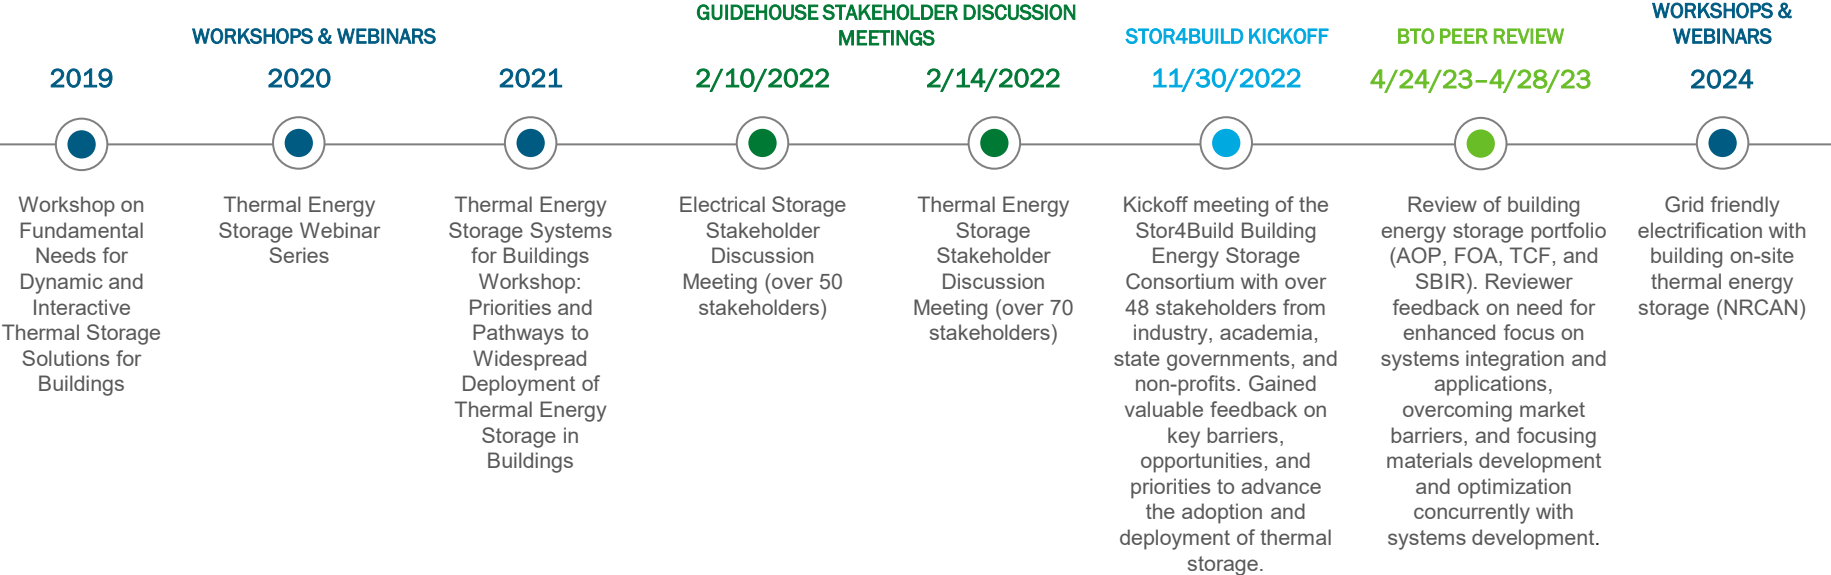 WORKSHOPS & WEBINARS
2019
Workshop on
Fundamental
Needs for
Dynamic and
Interactive
Thermal Storage
Solutions for
Buildings
2020
Thermal Energy
Storage Webinar
Series
2021
Thermal Energy
Storage Systems
for Buildings
Workshop:
Priorities and
Pathways to
Widespread
Deployment of
Thermal Energy
Storage in
Buildings
GUIDEHOUSE STAKEHOLDER DISCUSSION
MEETINGS
2/10/2022
Electrical Storage
Stakeholder
Discussion
Meeting (over 50
stakeholders)
2/14/2022
Thermal Energy
Storage
Stakeholder
Discussion
Meeting (over 70
stakeholders)
STOR4BUILD KICKOFF
11/30/2022
Kickoff meeting of the
Stor4Build Building
Energy Storage
Consortium with over
48 stakeholders from
industry, academia,
state governments, and
non-profits. Gained
valuable feedback on
key barriers,
opportunities, and
priorities to advance
the adoption and
deployment of thermal
storage.
BTO PEER REVIEW
4/24/23–4/28/23
Review of building
energy storage portfolio
(AOP, FOA, TCF, and
SBIR). Reviewer
feedback on need for
enhanced focus on
systems integration and
applications,
overcoming market
barriers, and focusing
materials development
and optimization
concurrently with
systems development.
WORKSHOPS &
WEBINARS
2024
Grid friendly
electrification with
building on-site
thermal energy
storage (NRCAN)